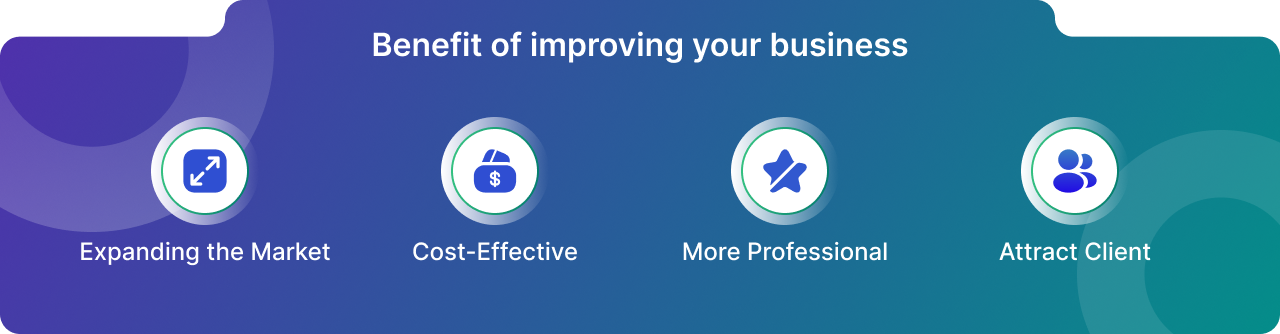 Benefit of improving your business
$
Expanding the Market
Cost-Effective
More Professional
Attract Client